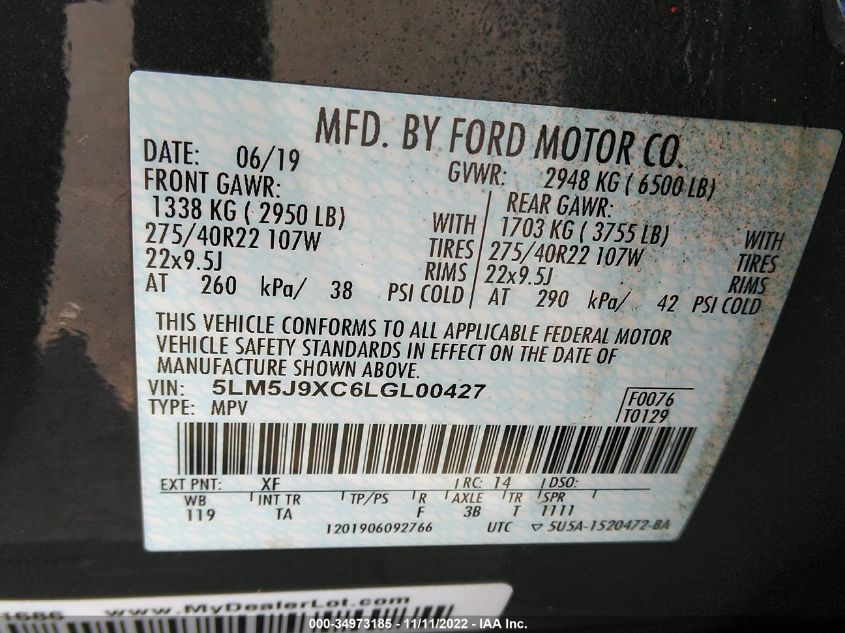 MFD. BY FORD MOTOR CO.
DATE: 06/19 GVWR: 2948 KG ( 6500 LB)
FRONT GAWR: REAR GAWR:
1338 KG ( 2950 LB) WITH 1703 KG ( 3755 LB) WITH
275/40R22 107W TIRES 275/40R22 107W TIRES
22x9.5J RIMS 22x9.5J RIMS
AT 260 kPa/ 38 PSI COLD AT 290 kPa/ 42 PSI COLD
THIS VEHICLE CONFORMS TO ALL APPLICABLE FEDERAL MOTOR
VEHICLE SAFETY STANDARDS IN EFFECT ON THE DATE OF
MANUFACTURE SHOWN ABOVE.
VIN: 5LM5J9XC6LGL00427 F0076
TYPE: MPV T0129
EXT PNT: XF RC: 14 DSO:
WB INT TR TP/PS R AXLE TR SPR
119 TA F 3B T 1111
1201906092766 UTC ▽ 5U5A-1520472-BA
1686 www.MyDealerLot.com
000-34973185 - 11/11/2022 - IAA Inc.